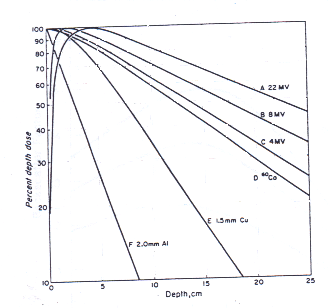 100
90
80
70
60
50
40
30
20
10
Percent depth dose
A 22 MV
B 8 MV
C 4 MV
D ⁶⁰Co
E 1.5mm Cu
F 2.0mm Al
0 5 10 15 20 25
Depth, cm